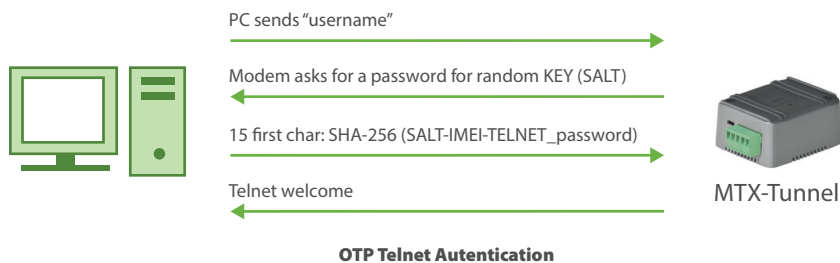 PC sends “username”
Modem asks for a password for random KEY (SALT)
15 first char: SHA-256 (SALT-IMEI-TELNET_password)
Telnet welcome
MTX-Tunnel
OTP Telnet Autentication